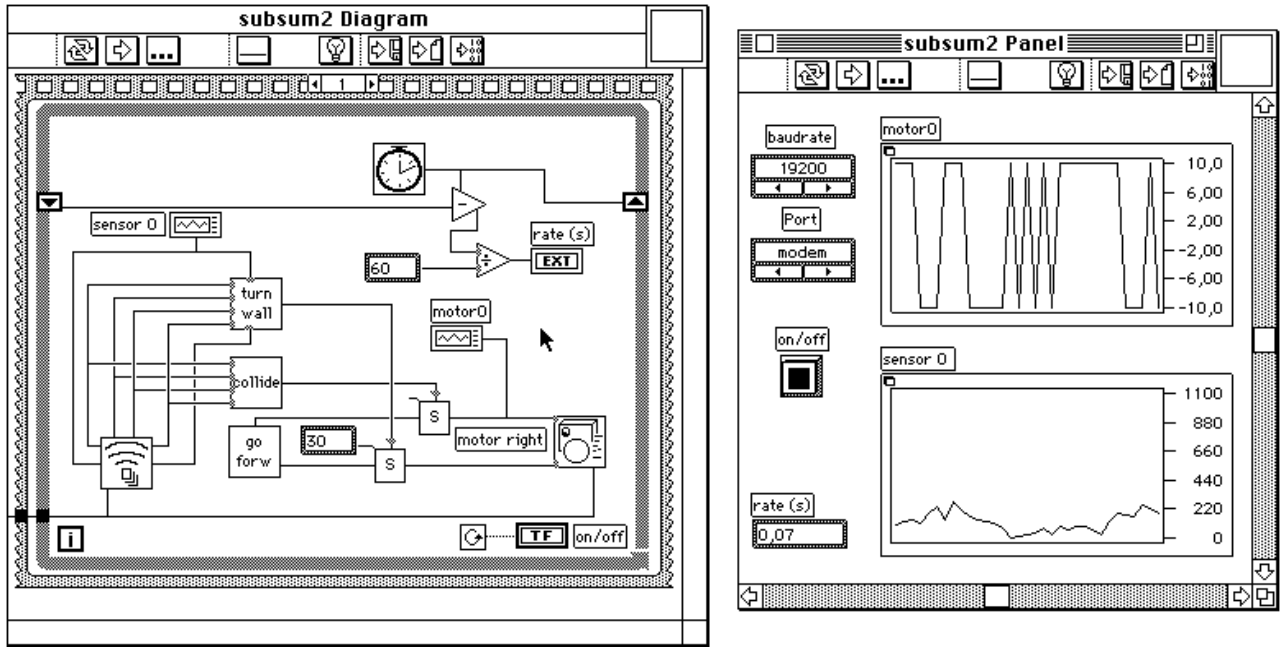 subsum2 Diagram
...
1
sensor 0
60
rate (s)
EXT
turn
wall
motor0
collide
S
go
forw
30
S
motor right
i
TF
on/off
subsum2 Panel
...
baudrate
19200
Port
modem
on/off
rate (s)
0,07
motor0
10,0
6,00
2,00
-2,00
-6,00
-10,0
sensor 0
1100
880
660
440
220
0